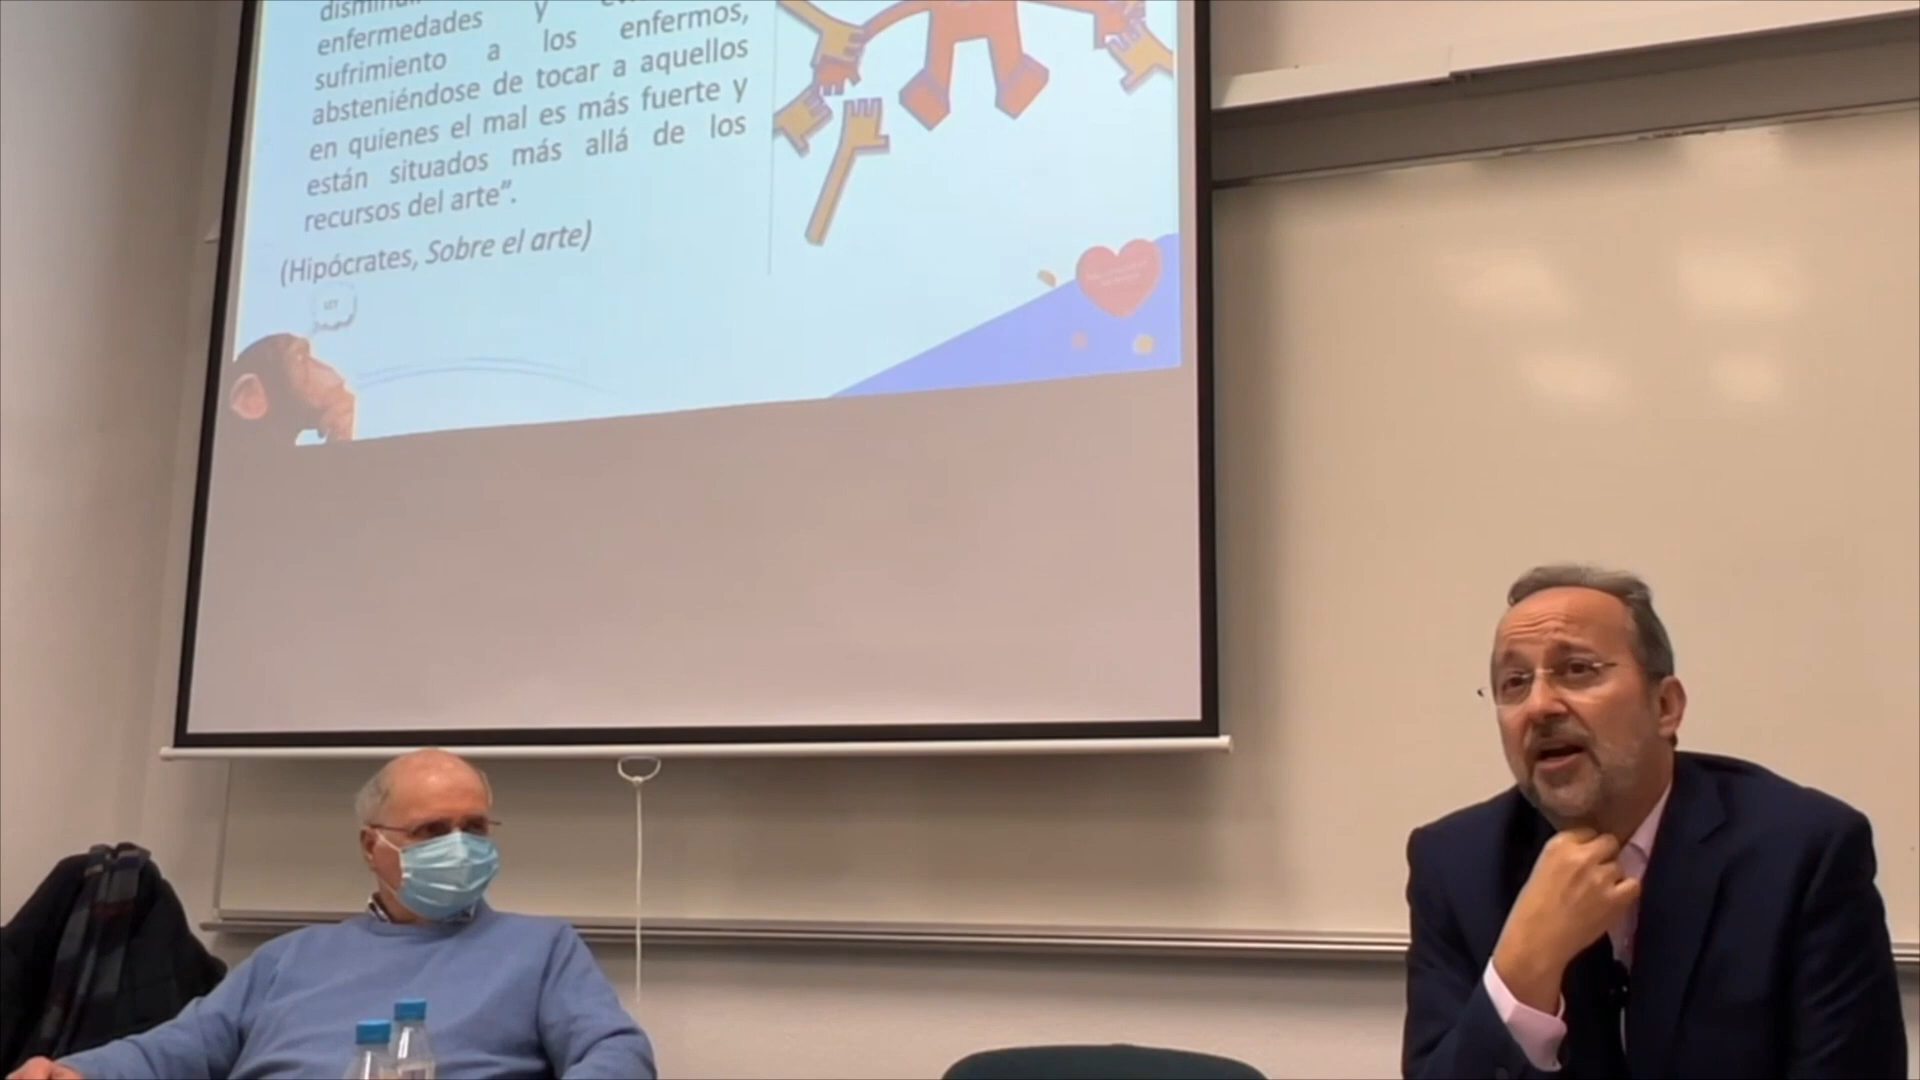 enfermedades y
sufrimiento a los enfermos,
absteniéndose de tocar a aquellos
en quienes el mal es más fuerte y
están situados más allá de los
recursos del arte”.
(Hipócrates, Sobre el arte)